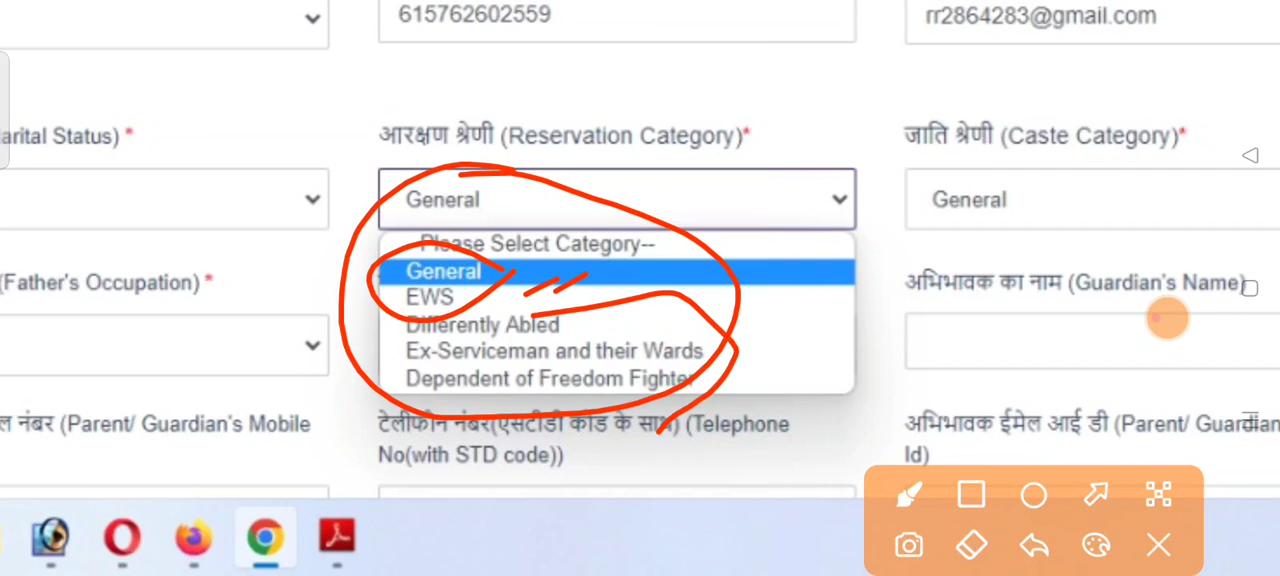 615762602559
rr2864283@gmail.com
arital Status) *
आरक्षण श्रेणी (Reservation Category)*
जाति श्रेणी (Caste Category)*
General
General
Please Select Category--
General
EWS
Differently Abled
Ex-Serviceman and their Wards
Dependent of Freedom Fighter
(Father's Occupation) *
अभिभावक का नाम (Guardian's Name)
ल नंबर (Parent/ Guardian's Mobile
टेलीफोन नंबर(एसटीडी कोड के साथ) (Telephone
No(with STD code))
अभिभावक ईमेल आई डी (Parent/ Guardian
Id)